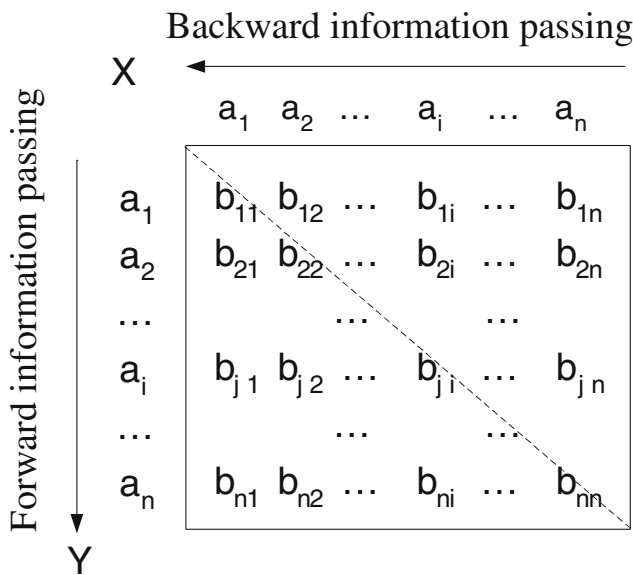 Backward information passing
X
a1 a2 ... ai ... an
Forward information passing
a1 b11 b12 ... b1i ... b1n
a2 b21 b22 ... b2i ... b2n
... ... ...
ai bj1 bj2 ... bji ... bjn
... ... ...
an bn1 bn2 ... bni ... bnn
Y